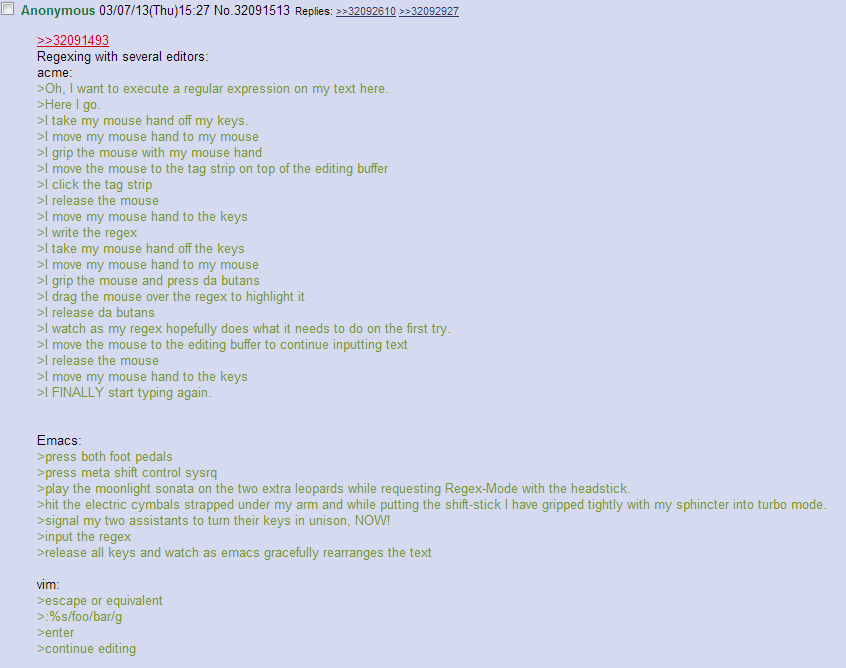 Anonymous 03/07/13(Thu)15:27 No.32091513 Replies: >>32092610 >>32092927
>>32091493
Regexing with several editors:
acme:
>Oh, I want to execute a regular expression on my text here.
>Here I go.
>I take my mouse hand off my keys.
>I move my mouse hand to my mouse
>I grip the mouse with my mouse hand
>I move the mouse to the tag strip on top of the editing buffer
>I click the tag strip
>I release the mouse
>I move my mouse hand to the keys
>I write the regex
>I take my mouse hand off the keys
>I move my mouse hand to my mouse
>I grip the mouse and press da butans
>I drag the mouse over the regex to highlight it
>I release da butans
>I watch as my regex hopefully does what it needs to do on the first try.
>I move the mouse to the editing buffer to continue inputting text
>I release the mouse
>I move my mouse hand to the keys
>I FINALLY start typing again.
Emacs:
>press both foot pedals
>press meta shift control sysrq
>play the moonlight sonata on the two extra leopards while requesting Regex-Mode with the headstick.
>hit the electric cymbals strapped under my arm and while putting the shift-stick I have gripped tightly with my sphincter into turbo mode.
>signal my two assistants to turn their keys in unison, NOW!
>input the regex
>release all keys and watch as emacs gracefully rearranges the text
vim:
>escape or equivalent
>:%s/foo/bar/g
>enter
>continue editing